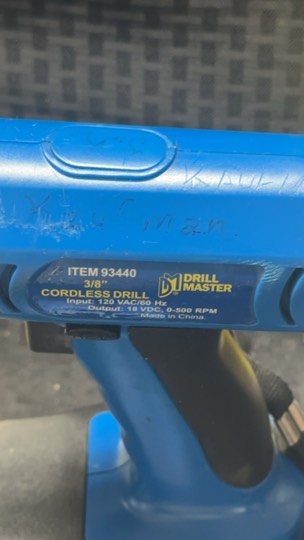 ITEM 93440
3/8"
CORDLESS DRILL
Input: 120 VAC/60 Hz
Output: 18 VDC, 0-500 RPM
Made in China.
DRILL
MASTER